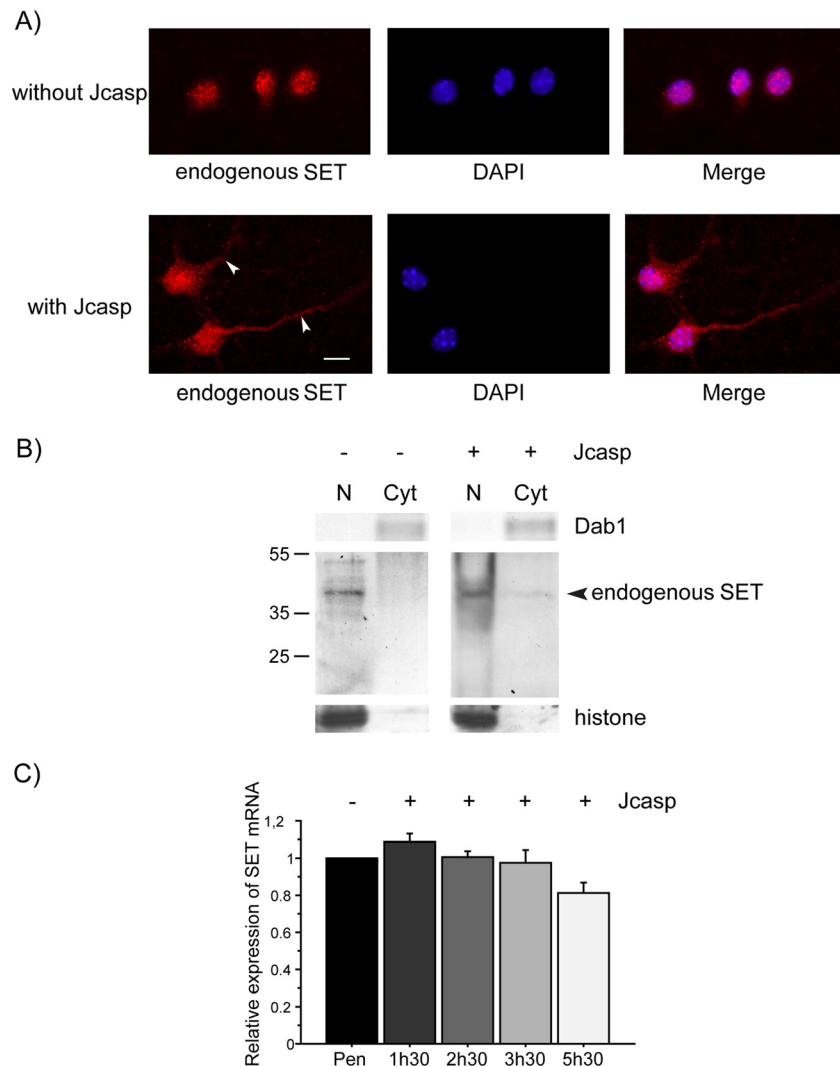 A)
without Jcasp
endogenous SET DAPI Merge
with Jcasp
endogenous SET DAPI Merge
B)
- - + + Jcasp
N Cyt N Cyt
Dab1
55
endogenous SET
35
25
histone
C)
- + + + + Jcasp
Relative expression of SET mRNA
1,2
1
0.8
0.6
0.4
0.2
0
Pen 1h30 2h30 3h30 5h30